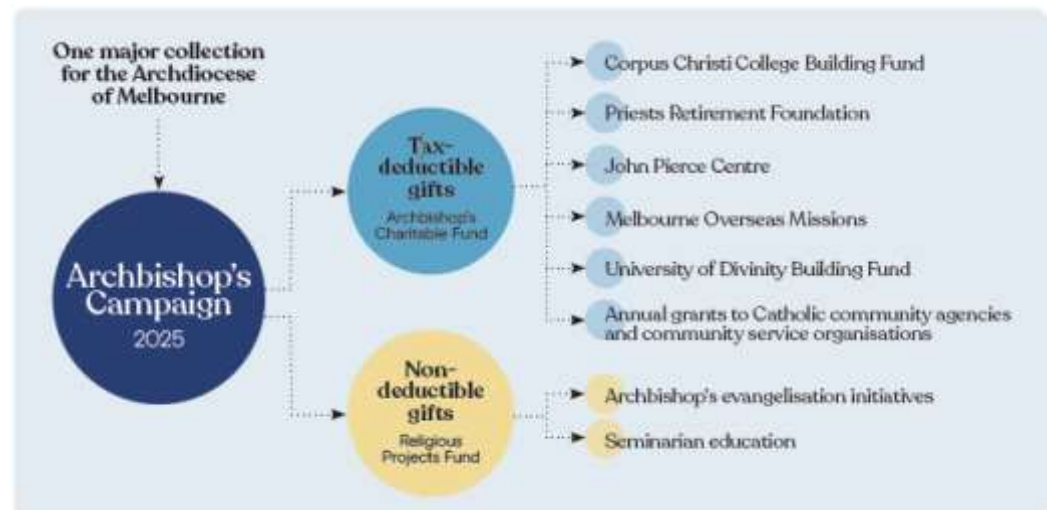 One major collection
for the Archdiocese
of Melbourne
Archbishop's
Campaign
2025
Tax-
deductible
gifts
Archbishop's
Charitable Fund
Corpus Christi College Building Fund
Priests Retirement Foundation
John Pierce Centre
Melbourne Overseas Missions
University of Divinity Building Fund
Annual grants to Catholic community agencies
and community service organisations
Non-
deductible
gifts
Religious
Projects Fund
Archbishop's evangelisation initiatives
Seminarian education